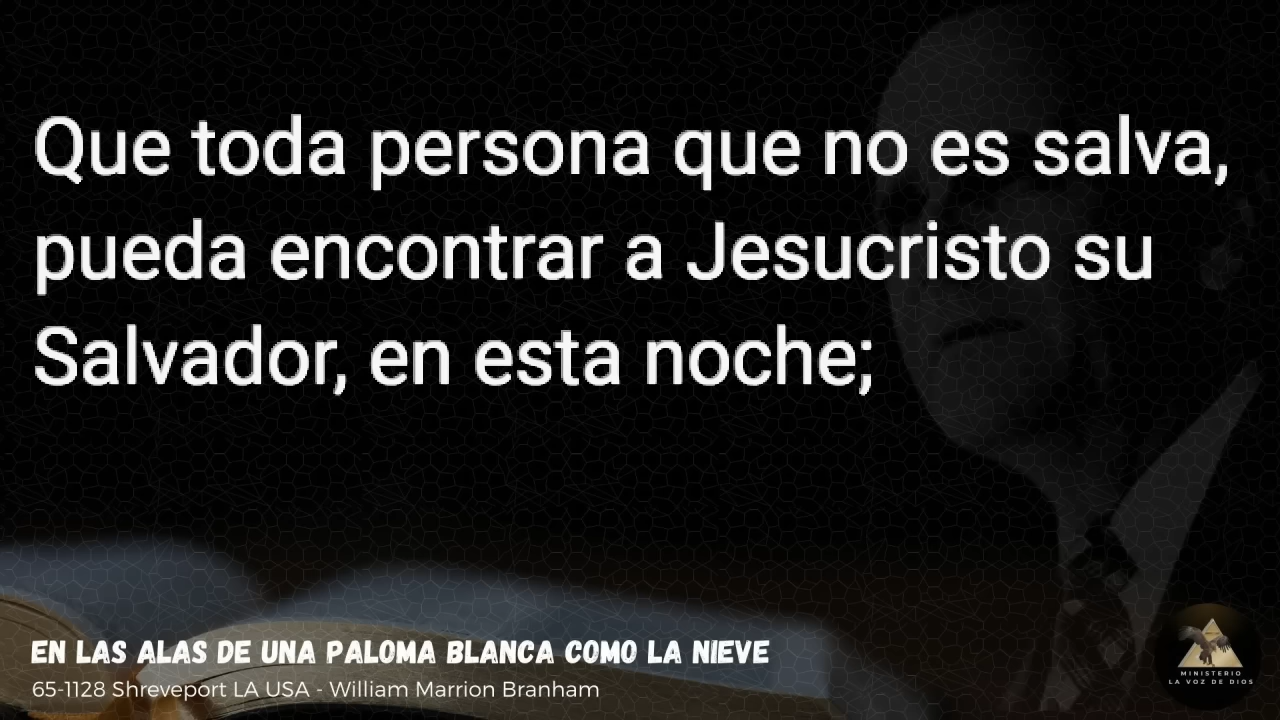 Que toda persona que no es salva,
pueda encontrar a Jesucristo su
Salvador, en esta noche;
EN LAS ALAS DE UNA PALOMA BLANCA COMO LA NIEVE
65-1128 Shreveport LA USA - William Marrion Branham
MINISTERIO
LA VOZ DE DIOS